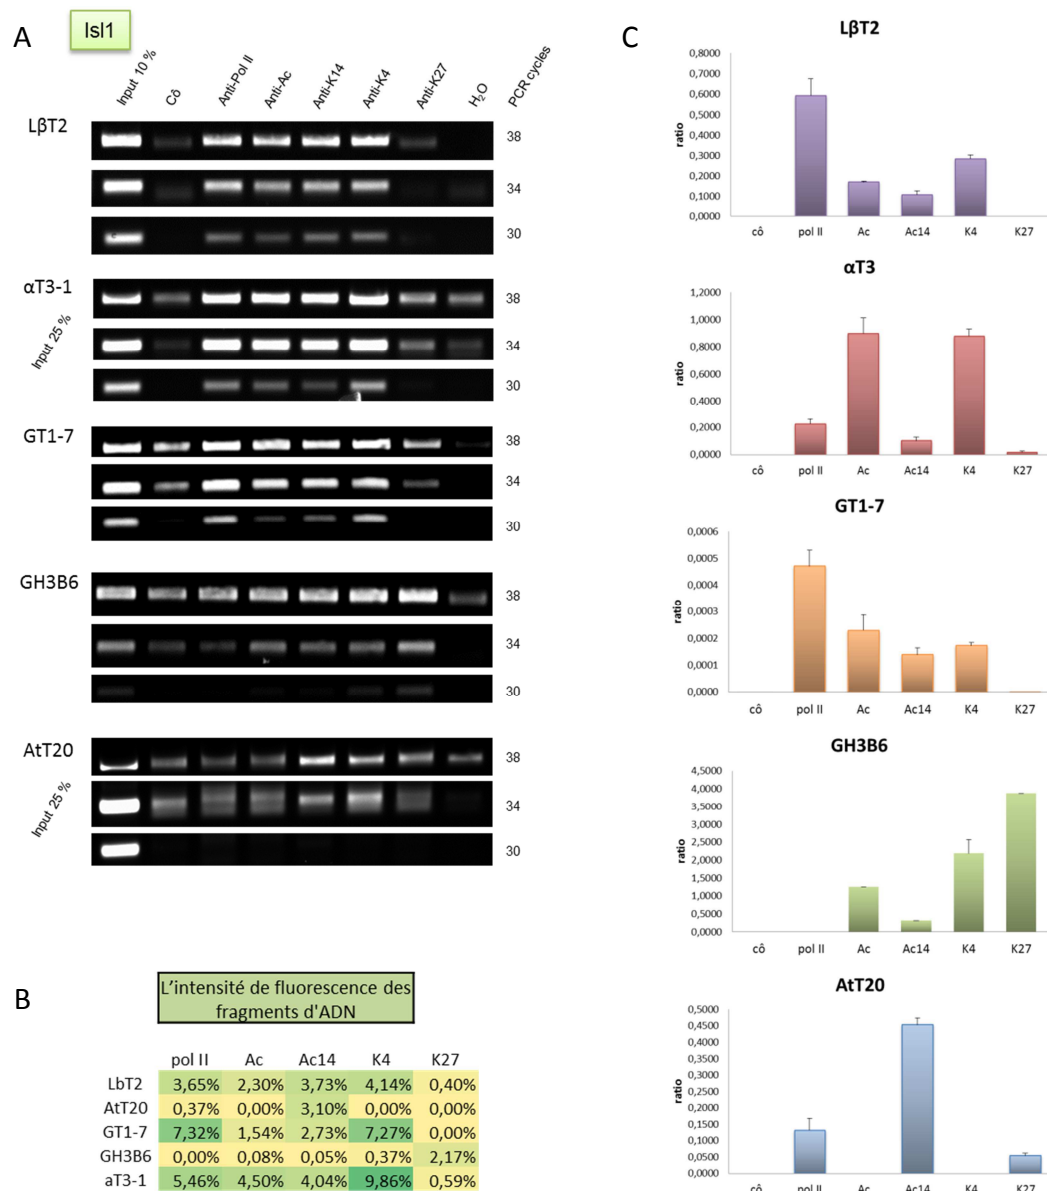 A
Isl1
Input 10 %
Cô
Anti-Pol II
Anti-Ac
Anti-K14
Anti-K4
Anti-K27
H₂O
PCR cycles
LβT2
38
34
30
αT3-1
Input 25 %
38
34
30
GT1-7
38
34
30
GH3B6
38
34
30
AtT20
Input 25 %
38
34
30
B
L'intensité de fluorescence des
fragments d'ADN
pol II Ac Ac14 K4 K27
LbT2 3,65% 2,30% 3,73% 4,14% 0,40%
AtT20 0,37% 0,00% 3,10% 0,00% 0,00%
GT1-7 7,32% 1,54% 2,73% 7,27% 0,00%
GH3B6 0,00% 0,08% 0,05% 0,37% 2,17%
aT3-1 5,46% 4,50% 4,04% 9,86% 0,59%
C
LβT2
ratio
0,8000
0,7000
0,6000
0,5000
0,4000
0,3000
0,2000
0,1000
0,0000
cô pol II Ac Ac14 K4 K27
αT3
ratio
1,2000
1,0000
0,8000
0,6000
0,4000
0,2000
0,0000
cô pol II Ac Ac14 K4 K27
GT1-7
ratio
0,0006
0,0005
0,0004
0,0003
0,0002
0,0001
0,0000
cô pol II Ac Ac14 K4 K27
GH3B6
ratio
4,5000
4,0000
3,5000
3,0000
2,5000
2,0000
1,5000
1,0000
0,5000
0,0000
cô pol II Ac Ac14 K4 K27
AtT20
ratio
0,5000
0,4500
0,4000
0,3500
0,3000
0,2500
0,2000
0,1500
0,1000
0,0500
0,0000
cô pol II Ac Ac14 K4 K27